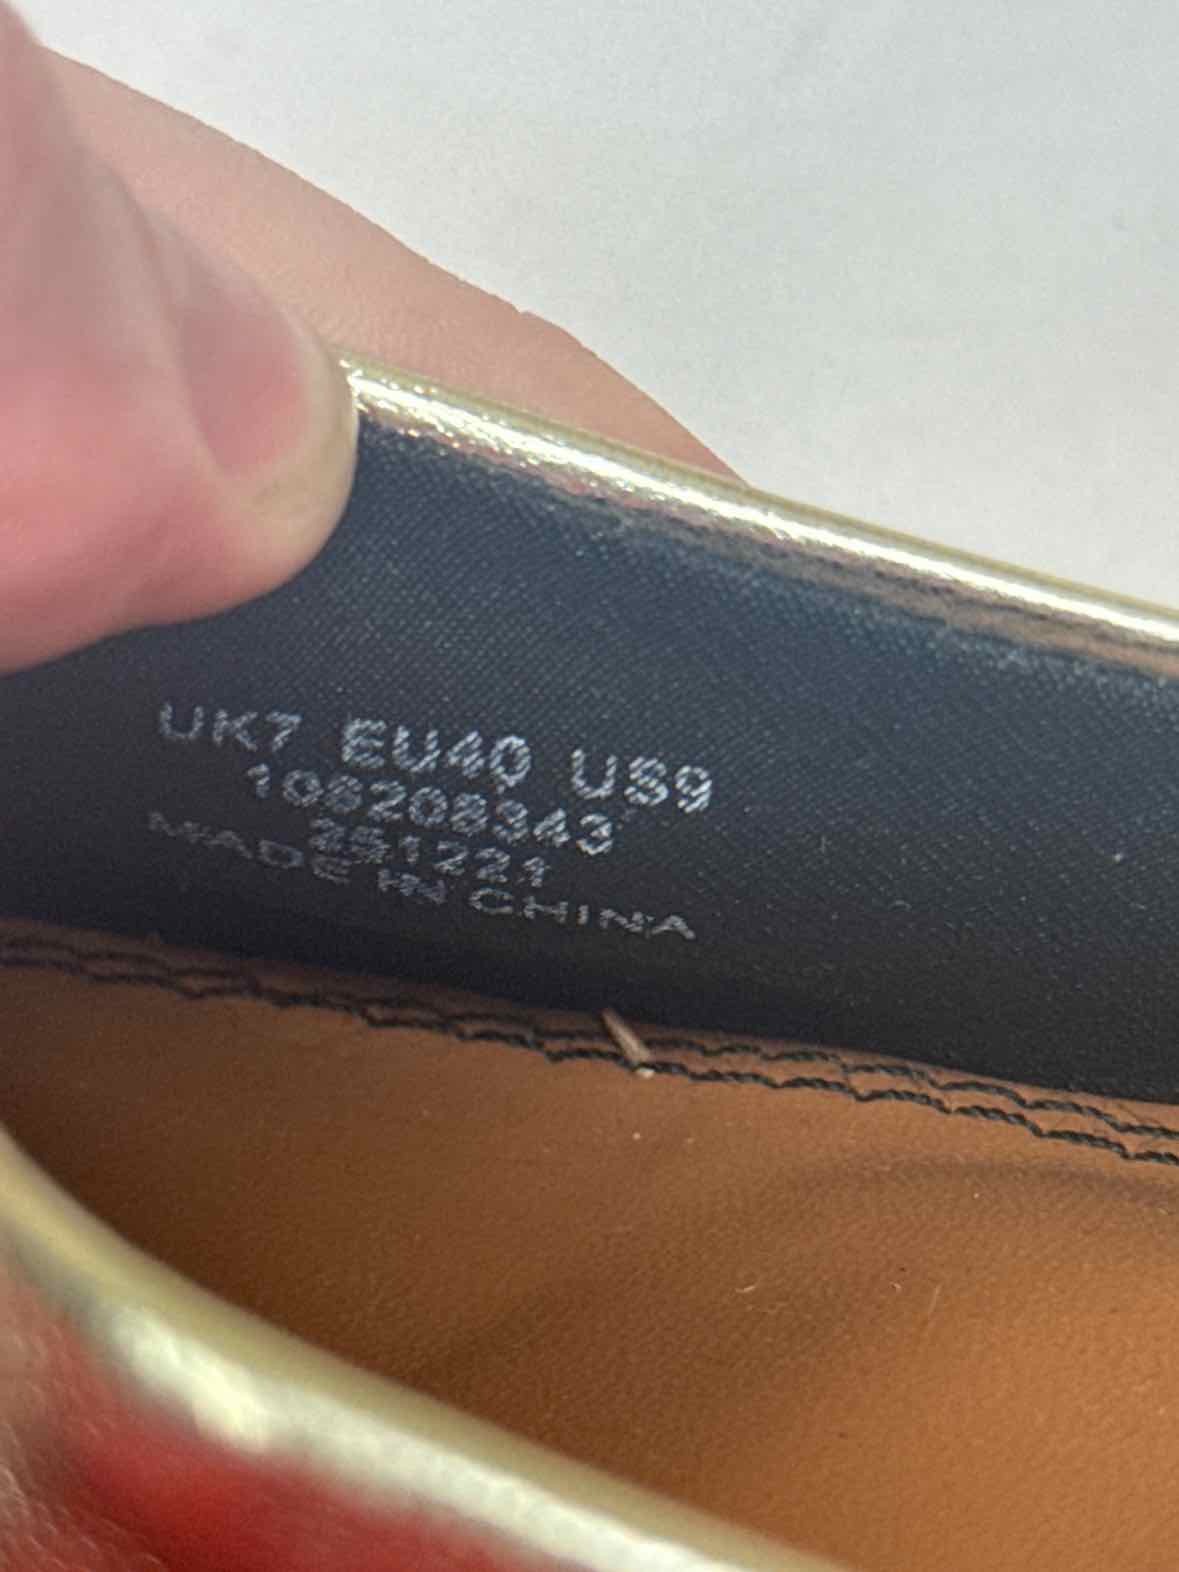 UK7 EU40 US9
106208343
251221
MADE IN CHINA